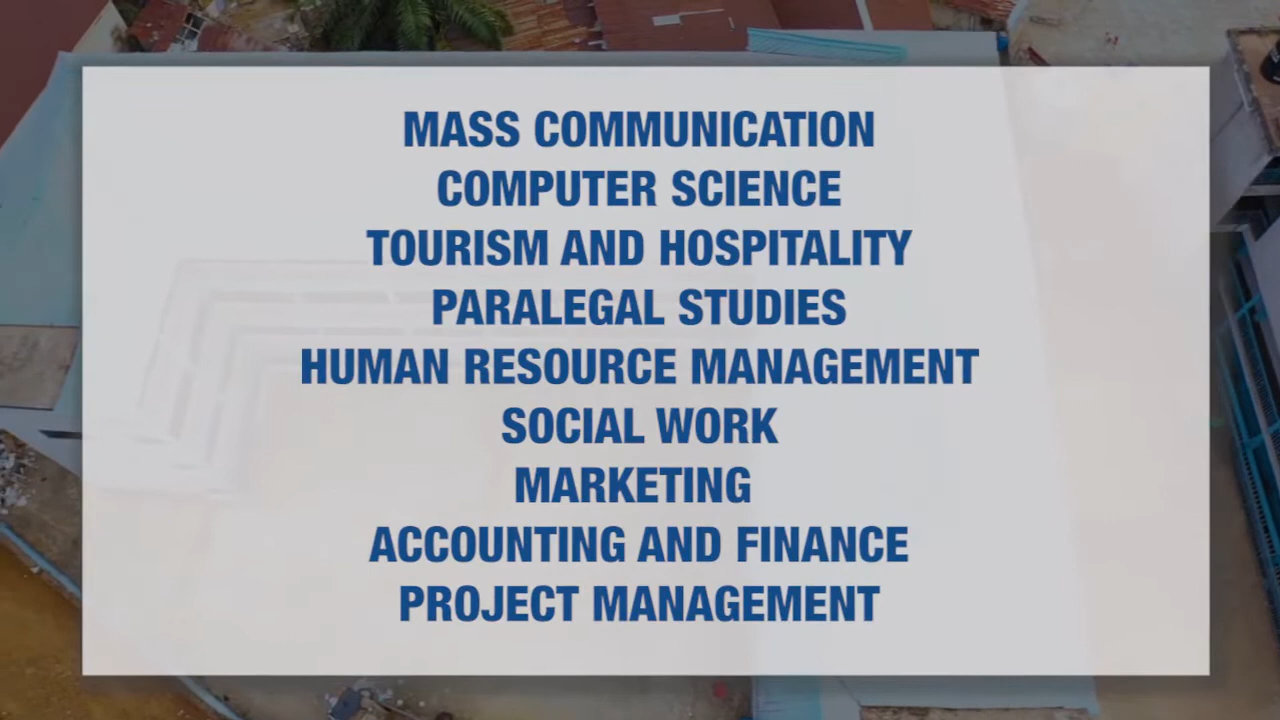 MASS COMMUNICATION
COMPUTER SCIENCE
TOURISM AND HOSPITALITY
PARALEGAL STUDIES
HUMAN RESOURCE MANAGEMENT
SOCIAL WORK
MARKETING
ACCOUNTING AND FINANCE
PROJECT MANAGEMENT